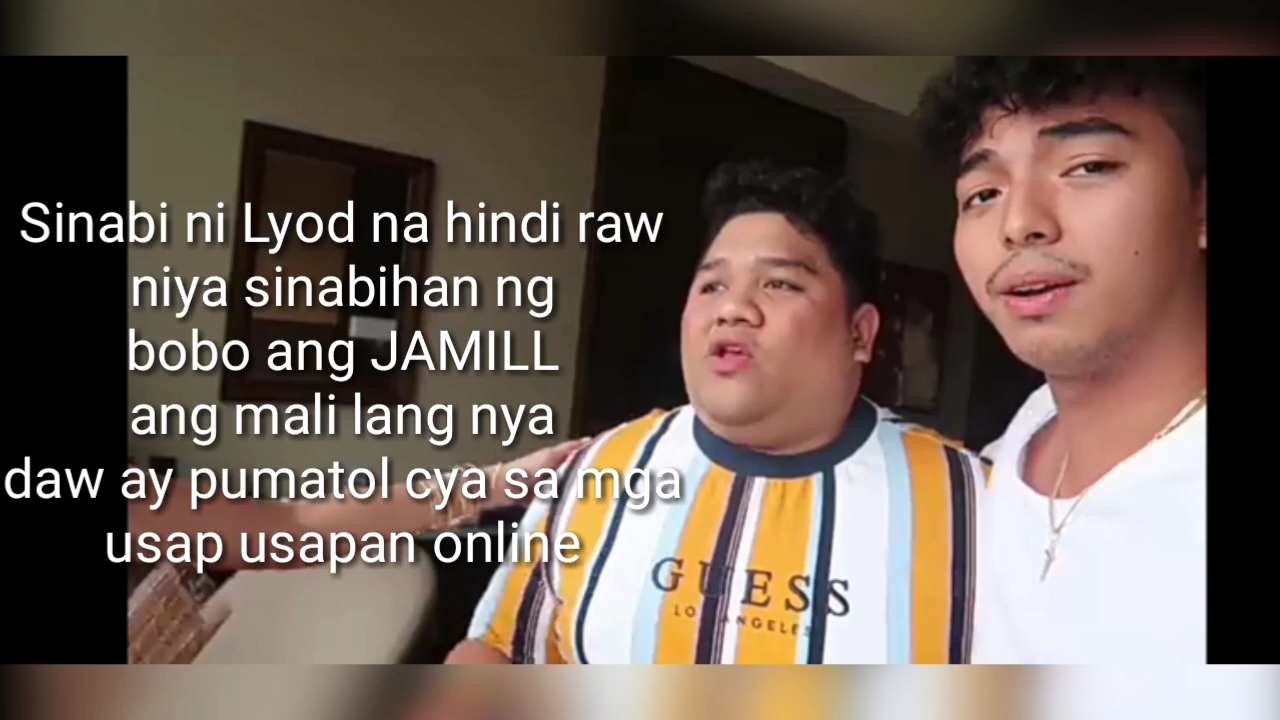 Sinabi ni Lyod na hindi raw
niya sinabihan ng
bobo ang JAMILL
ang mali lang nya
daw ay pumatol cya sa mga
usap usapan online
GUESS
LOS ANGELES